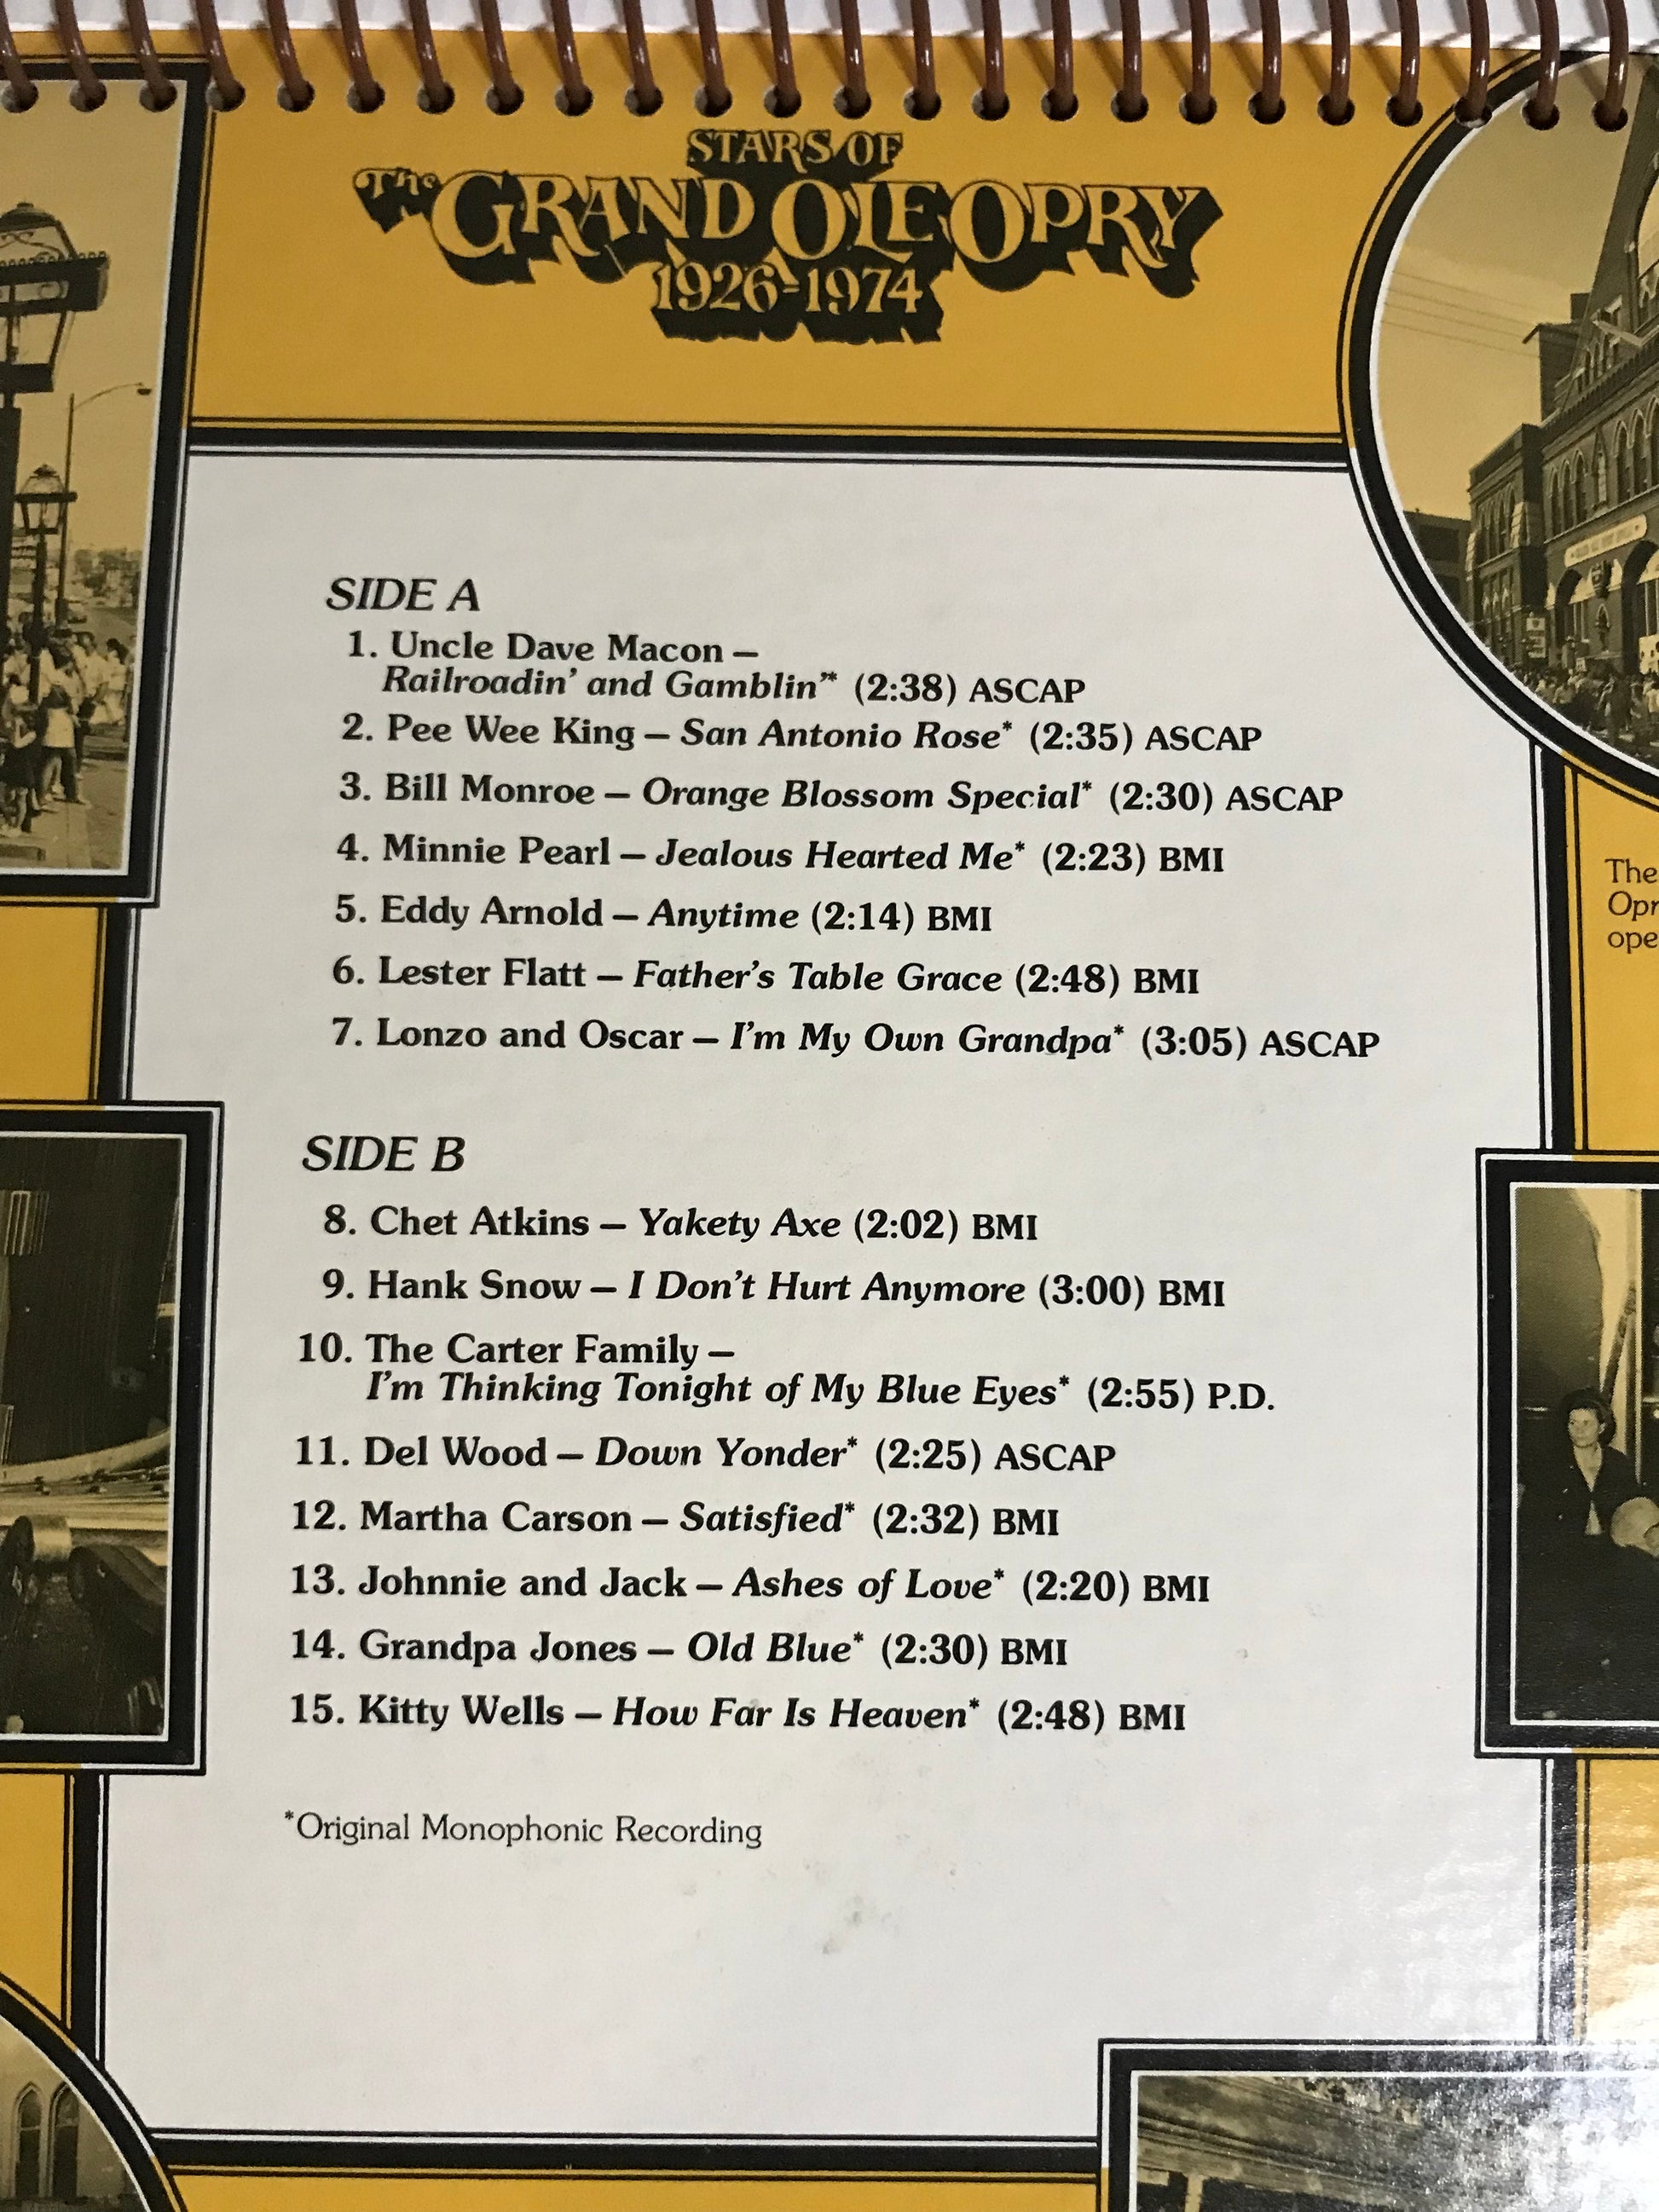 STARS OF
The GRAND OLE OPRY
1926-1974
SIDE A
1. Uncle Dave Macon –
Railroadin' and Gamblin'* (2:38) ASCAP
2. Pee Wee King – San Antonio Rose* (2:35) ASCAP
3. Bill Monroe – Orange Blossom Special* (2:30) ASCAP
4. Minnie Pearl – Jealous Hearted Me* (2:23) BMI
5. Eddy Arnold – Anytime (2:14) BMI
6. Lester Flatt – Father's Table Grace (2:48) BMI
7. Lonzo and Oscar – I'm My Own Grandpa* (3:05) ASCAP
SIDE B
8. Chet Atkins – Yakety Axe (2:02) BMI
9. Hank Snow – I Don't Hurt Anymore (3:00) BMI
10. The Carter Family –
I'm Thinking Tonight of My Blue Eyes* (2:55) P.D.
11. Del Wood – Down Yonder* (2:25) ASCAP
12. Martha Carson – Satisfied* (2:32) BMI
13. Johnnie and Jack – Ashes of Love* (2:20) BMI
14. Grandpa Jones – Old Blue* (2:30) BMI
15. Kitty Wells – How Far Is Heaven* (2:48) BMI
*Original Monophonic Recording
The
Opr
ope